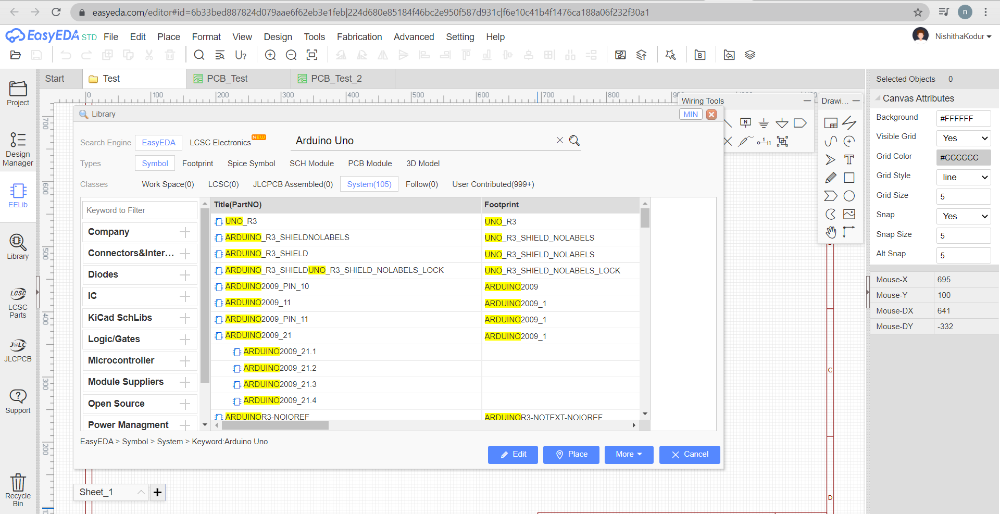 easyeda.com/editor#id=6b33bed887824d079aae6f62eb3e1feb|224d680e85184f46bc2e950f587d931c|f6e10c41b4f1476ca188a06f232f30a1
n
EasyEDA STD File Edit Place Format View Design Tools Fabrication Advanced Setting Help
NishithaKodur
U?
B
Start Test PCB_Test PCB_Test_2
0 100 200 300 400 500 600 700 800
700
600
500
400
300
200
Project
Design Manager
EELib
Library
LCSC
LCSC Parts
J@LC
JLCPCB
Support
Recycle Bin
Wiring Tools
N
Drawi...
T
Library MIN
Search Engine EasyEDA LCSC Electronics NEW Arduino Uno
Types Symbol Footprint Spice Symbol SCH Module PCB Module 3D Model
Classes Work Space(0) LCSC(0) JLCPCB Assembled(0) System(105) Follow(0) User Contributed(999+)
Keyword to Filter
Company
Connectors&Inter...
Diodes
IC
KiCad SchLibs
Logic/Gates
Microcontroller
Module Suppliers
Open Source
Power Managment
Title(PartNO) Footprint
UNO_R3 UNO_R3
ARDUINO_R3_SHIELDNOLABELS UNO_R3_SHIELD_NOLABELS
ARDUINO_R3_SHIELD UNO_R3_SHIELD_NOLABELS
ARDUINO_R3_SHIELDUNO_R3_SHIELD_NOLABELS_LOCK UNO_R3_SHIELD_NOLABELS_LOCK
ARDUINO2009_PIN_10 ARDUINO2009
ARDUINO2009_11 ARDUINO2009_1
ARDUINO2009_PIN_11 ARDUINO2009_1
ARDUINO2009_21 ARDUINO2009_1
ARDUINO2009_21.1
ARDUINO2009_21.2
ARDUINO2009_21.3
ARDUINO2009_21.4
ARDUINOR3-NOIOREF ARDUINOR3-NOTEXT-NOIOREF
EasyEDA > Symbol > System > Keyword:Arduino Uno
Edit Place More Cancel
Sheet_1
C
D
Selected Objects 0
Canvas Attributes
Background #FFFFFF
Visible Grid Yes
Grid Color #CCCCCC
Grid Style line
Grid Size 5
Snap Yes
Snap Size 5
Alt Snap 5
Mouse-X 695
Mouse-Y 100
Mouse-DX 641
Mouse-DY -332